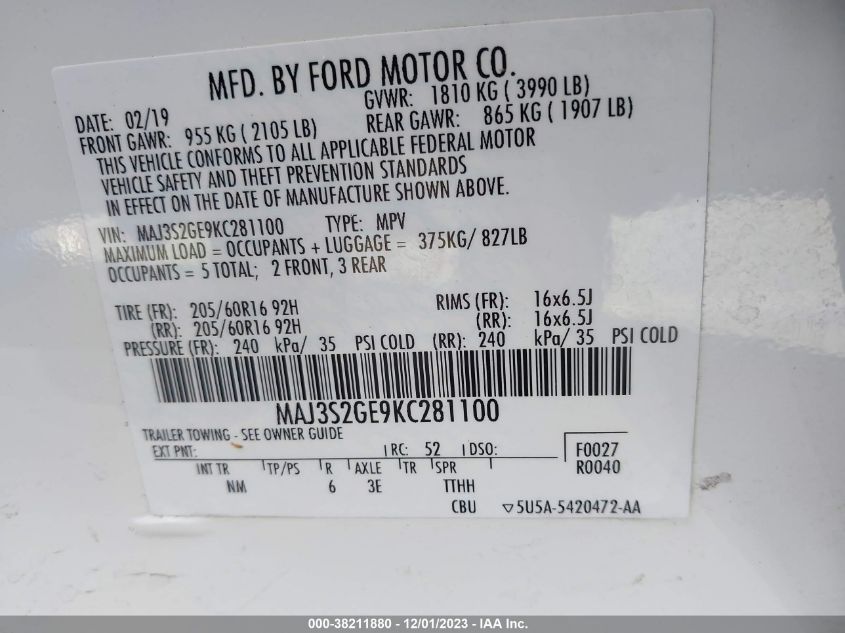 MFD. BY FORD MOTOR CO.
DATE: 02/19 GVWR: 1810 KG ( 3990 LB)
FRONT GAWR: 955 KG ( 2105 LB) REAR GAWR: 865 KG ( 1907 LB)
THIS VEHICLE CONFORMS TO ALL APPLICABLE FEDERAL MOTOR
VEHICLE SAFETY AND THEFT PREVENTION STANDARDS
IN EFFECT ON THE DATE OF MANUFACTURE SHOWN ABOVE.
VIN: MAJ3S2GE9KC281100 TYPE: MPV
MAXIMUM LOAD = OCCUPANTS + LUGGAGE = 375KG/ 827LB
OCCUPANTS = 5 TOTAL; 2 FRONT, 3 REAR
TIRE (FR): 205/60R16 92H RIMS (FR): 16x6.5J
(RR): 205/60R16 92H (RR): 16x6.5J
PRESSURE (FR): 240 kPa/ 35 PSI COLD (RR): 240 kPa/ 35 PSI COLD
MAJ3S2GE9KC281100
TRAILER TOWING - SEE OWNER GUIDE
EXT PNT: RC: 52 DSO: F0027
R0040
INT TR TP/PS R AXLE TR SPR
NM 6 3E TTHH
CBU ▽5U5A-5420472-AA
000-38211880 - 12/01/2023 - IAA Inc.